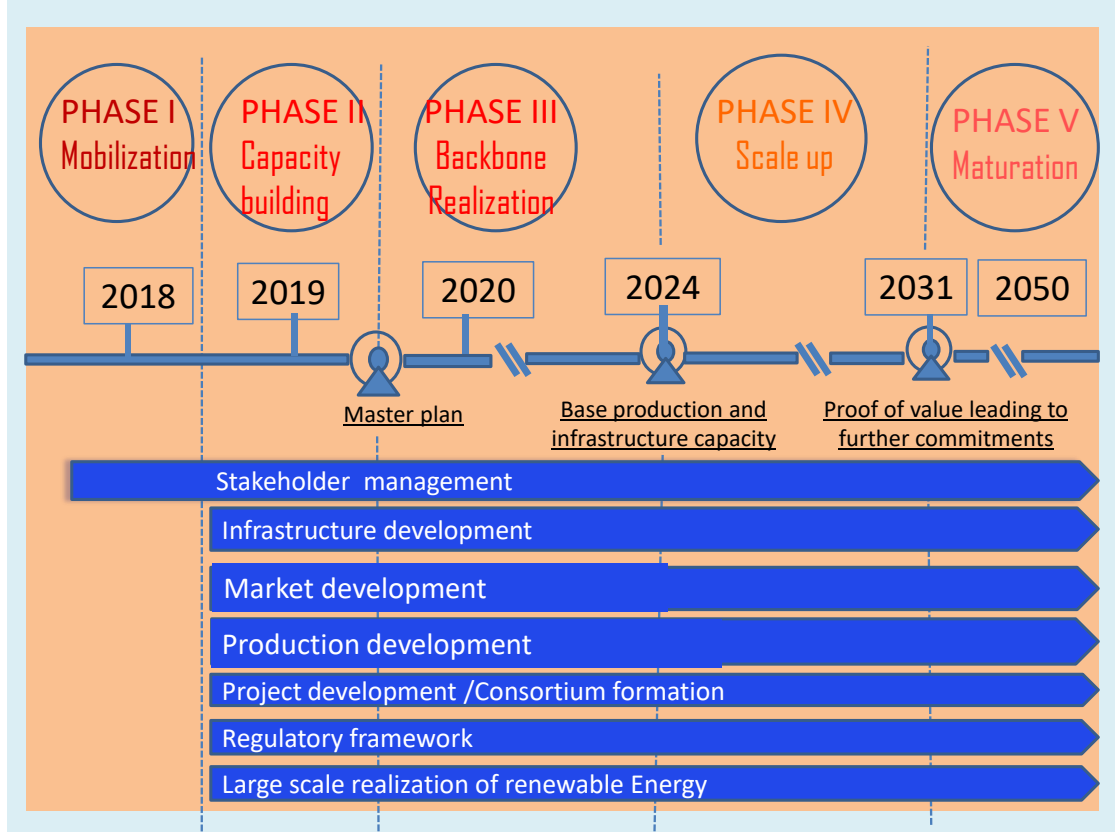 PHASE I
Mobilization
PHASE II
Capacity
building
PHASE III
Backbone
Realization
PHASE IV
Scale up
PHASE V
Maturation
2018
2019
2020
2024
2031
2050
Master plan
Base production and
infrastructure capacity
Proof of value leading to
further commitments
Stakeholder management
Infrastructure development
Market development
Production development
Project development /Consortium formation
Regulatory framework
Large scale realization of renewable Energy